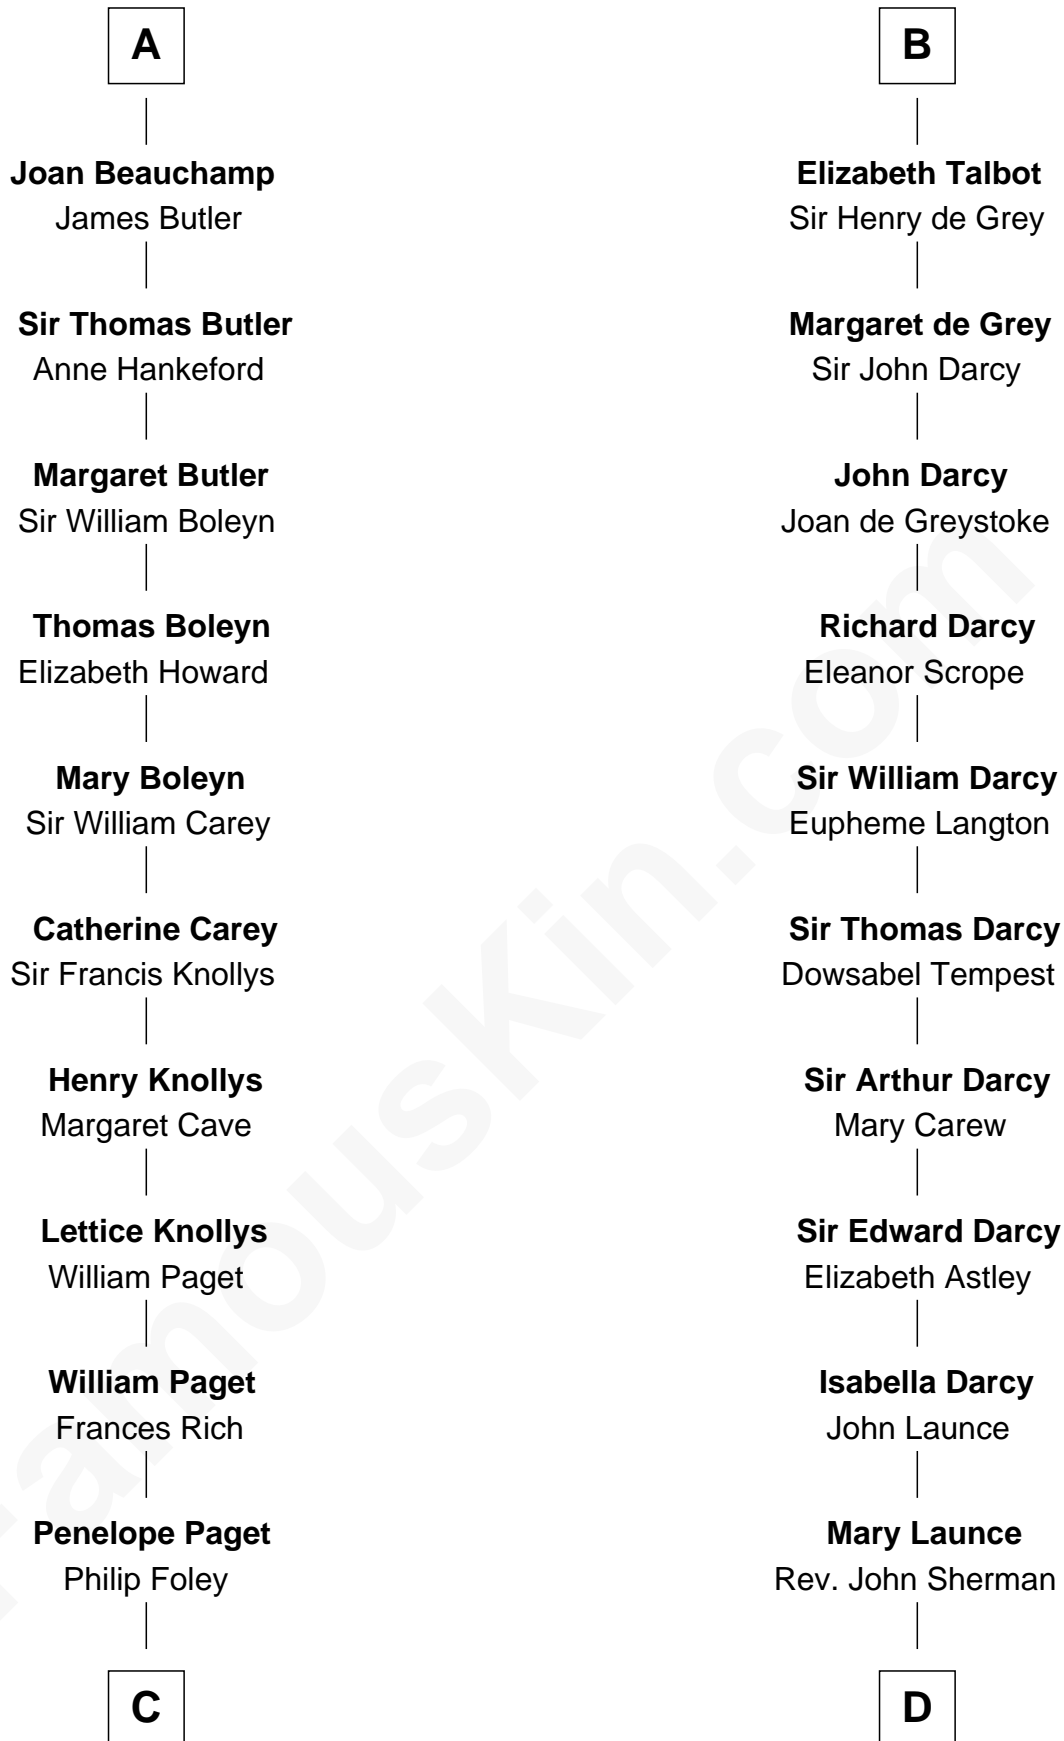 A
Joan Beauchamp
James Butler
Sir Thomas Butler
Anne Hankeford
Margaret Butler
Sir William Boleyn
Thomas Boleyn
Elizabeth Howard
Mary Boleyn
Sir William Carey
Catherine Carey
Sir Francis Knollys
Henry Knollys
Margaret Cave
Lettice Knollys
William Paget
William Paget
Frances Rich
Penelope Paget
Philip Foley
C
B
Elizabeth Talbot
Sir Henry de Grey
Margaret de Grey
Sir John Darcy
John Darcy
Joan de Greystoke
Richard Darcy
Eleanor Scrope
Sir William Darcy
Eupheme Langton
Sir Thomas Darcy
Dowsabel Tempest
Sir Arthur Darcy
Mary Carew
Sir Edward Darcy
Elizabeth Astley
Isabella Darcy
John Launce
Mary Launce
Rev. John Sherman
D
FamousKin.com